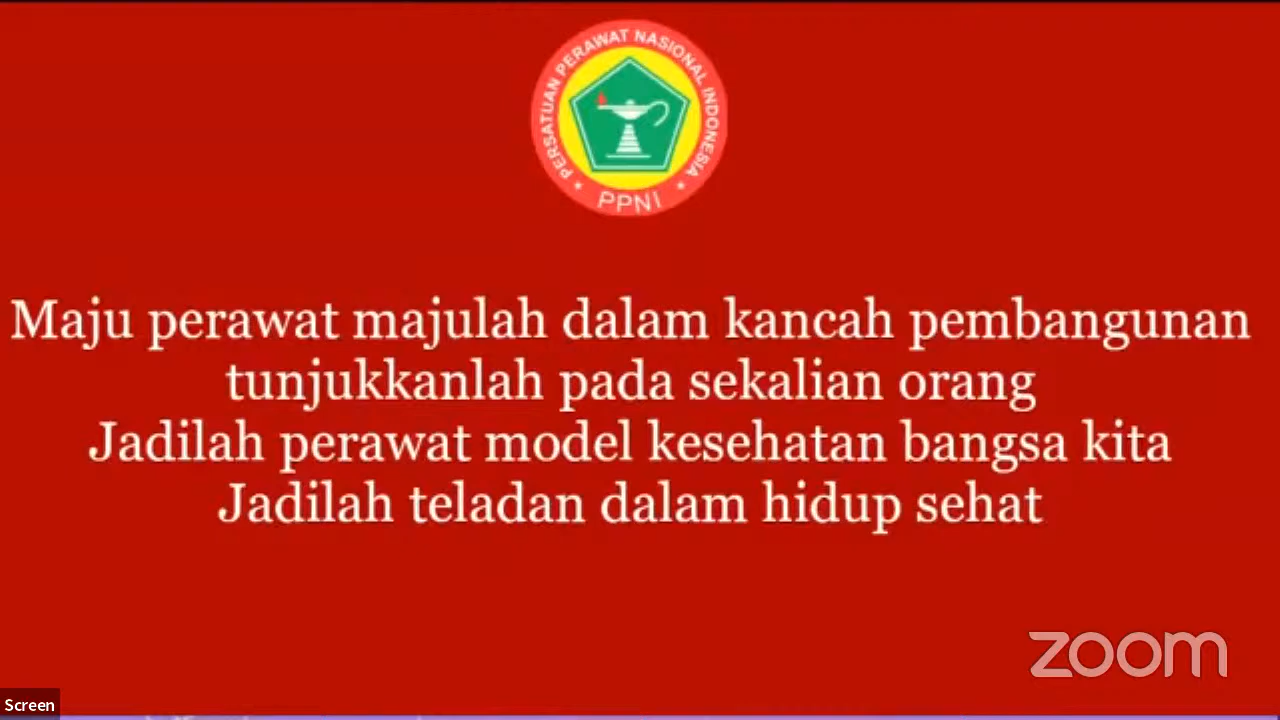 PERSATUAN PERAWAT NASIONAL INDONESIA
PPNI
Maju perawat majulah dalam kancah pembangunan
tunjukkanlah pada sekalian orang
Jadilah perawat model kesehatan bangsa kita
Jadilah teladan dalam hidup sehat
zoom
Screen